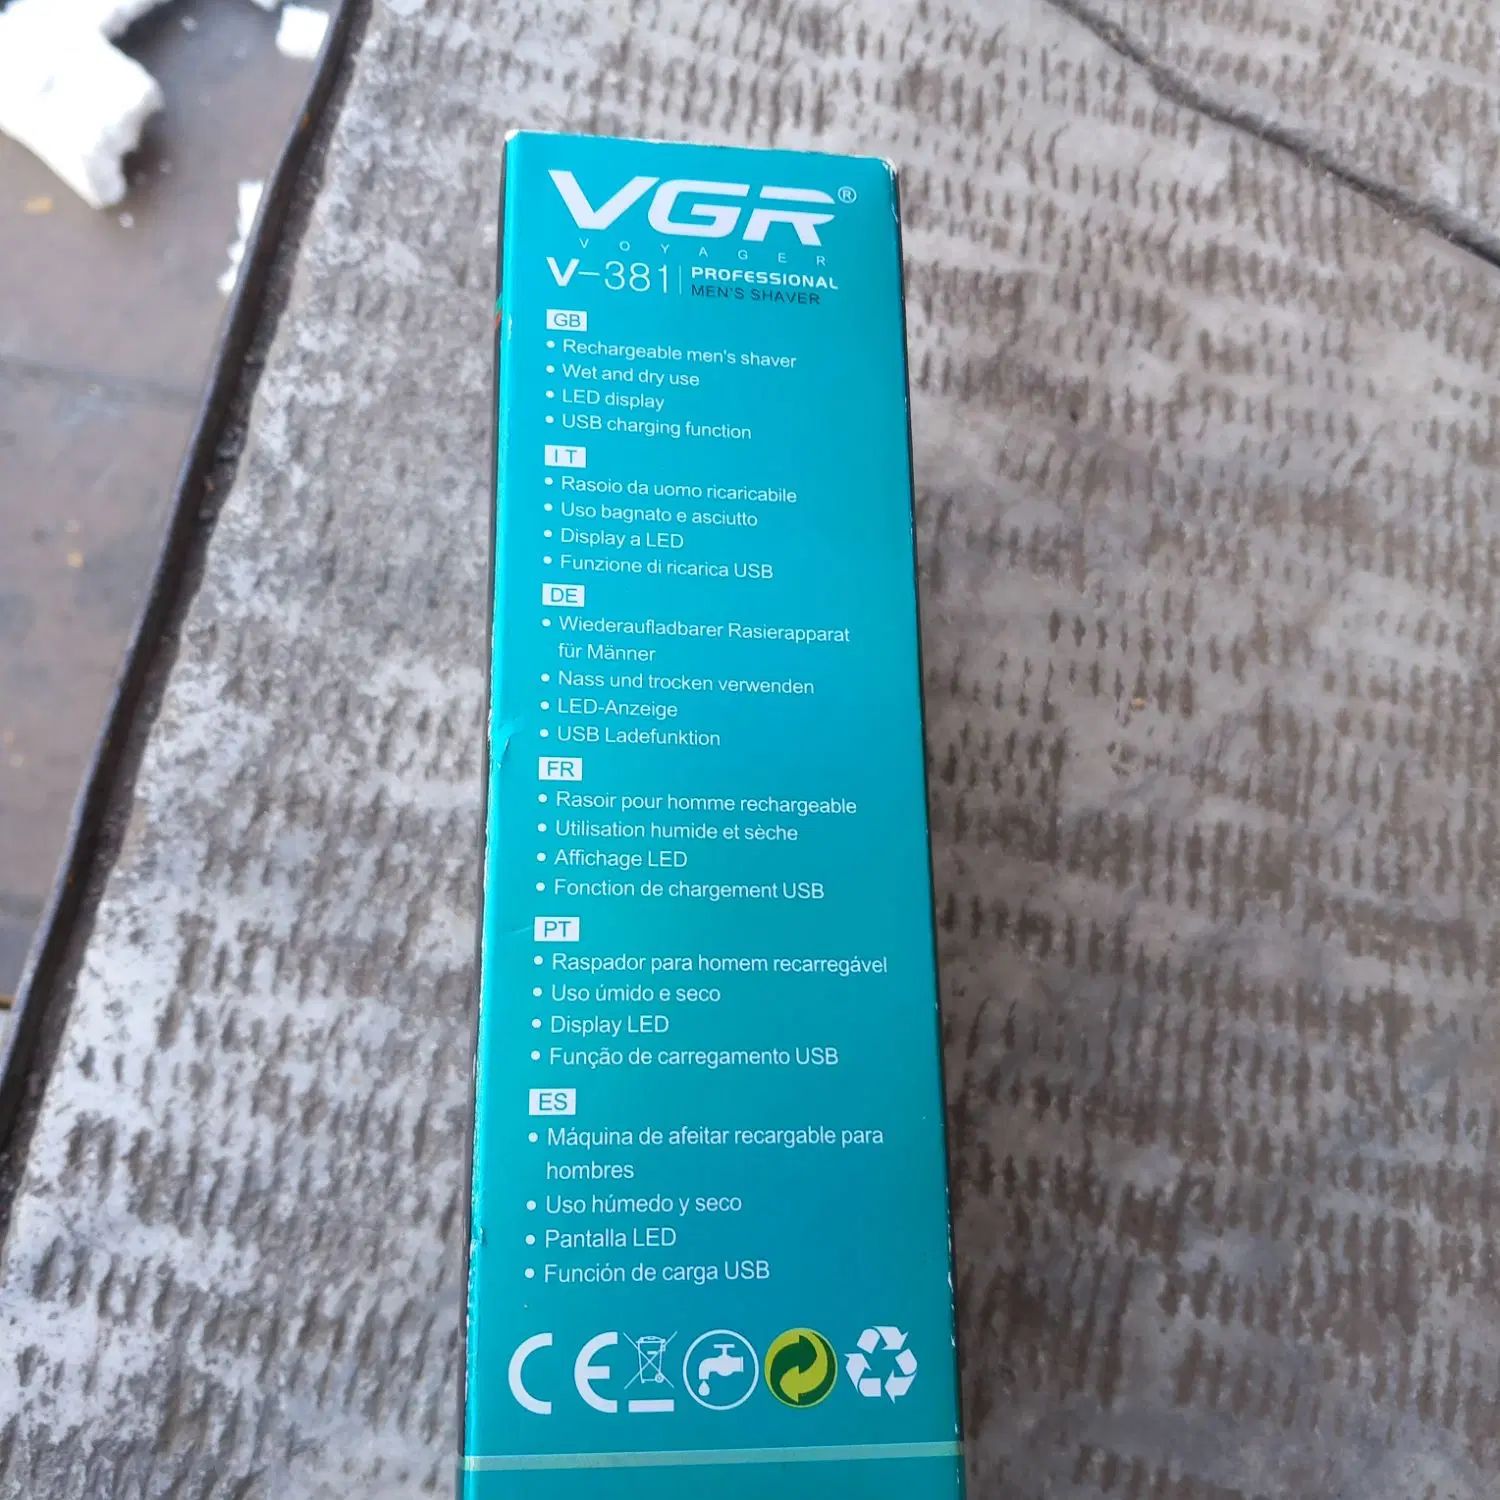 VGR®
VOYAGER
V-381 PROFESSIONAL
MEN'S SHAVER
GB
• Rechargeable men's shaver
• Wet and dry use
• LED display
• USB charging function
IT
• Rasoio da uomo ricaricabile
• Uso bagnato e asciutto
• Display a LED
• Funzione di ricarica USB
DE
• Wiederaufladbarer Rasierapparat
für Männer
• Nass und trocken verwenden
• LED-Anzeige
• USB Ladefunktion
FR
• Rasoir pour homme rechargeable
• Utilisation humide et sèche
• Affichage LED
• Fonction de chargement USB
PT
• Raspador para homem recarregável
• Uso úmido e seco
• Display LED
• Função de carregamento USB
ES
• Máquina de afeitar recargable para
hombres
• Uso húmedo y seco
• Pantalla LED
• Función de carga USB
CE